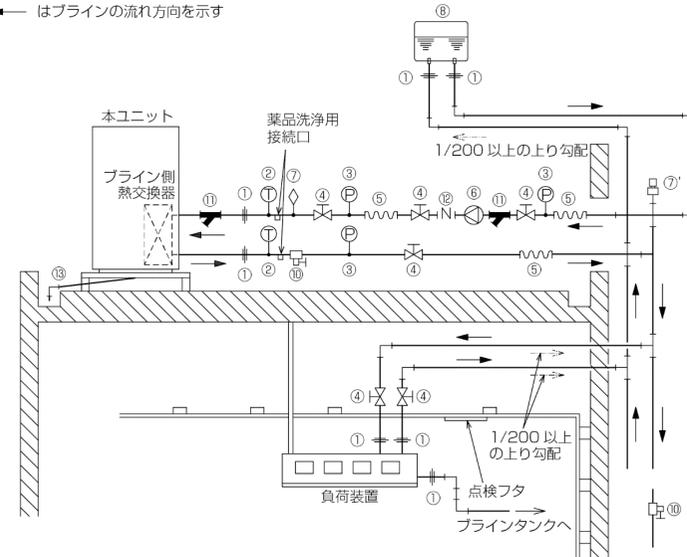 ← はブラインの流れ方向を示す
⑧
① ①
本ユニット
薬品洗浄用
接続口
1/200 以上の上り勾配
ブライン側
熱交換器
⑪ ① ② ⑦ ④ ③ ⑤ ④ ⑫ ⑥ ⑪ ④ ③ ⑤ ⑦'
T P N P
T P
① ② ⑩ ③ ④ ⑤
⑬
④ ④
① ①
1/200 以上
の上り勾配
負荷装置
①
点検フタ
ブラインタンクへ
⑩